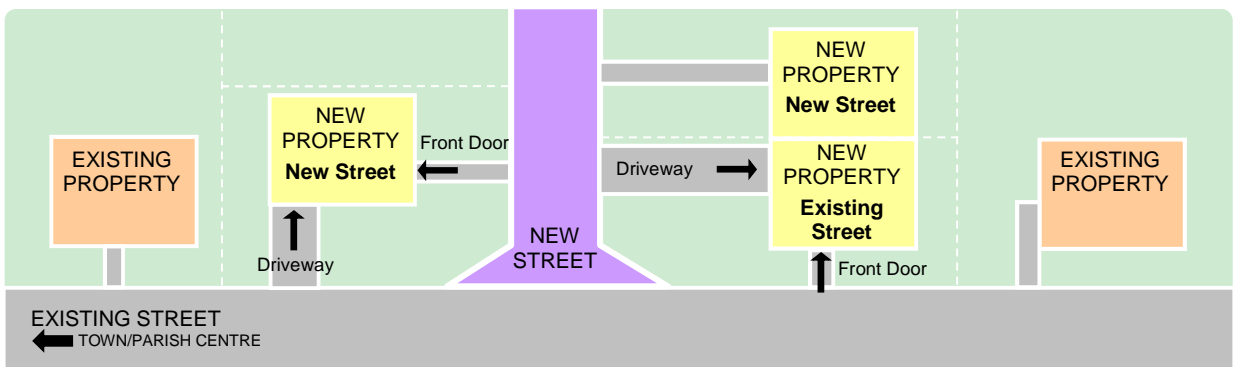 NEW
PROPERTY
New Street
NEW
PROPERTY
New Street
Front Door
EXISTING
PROPERTY
Driveway
NEW
PROPERTY
Existing
Street
EXISTING
PROPERTY
NEW
STREET
Driveway
Front Door
EXISTING STREET
TOWN/PARISH CENTRE